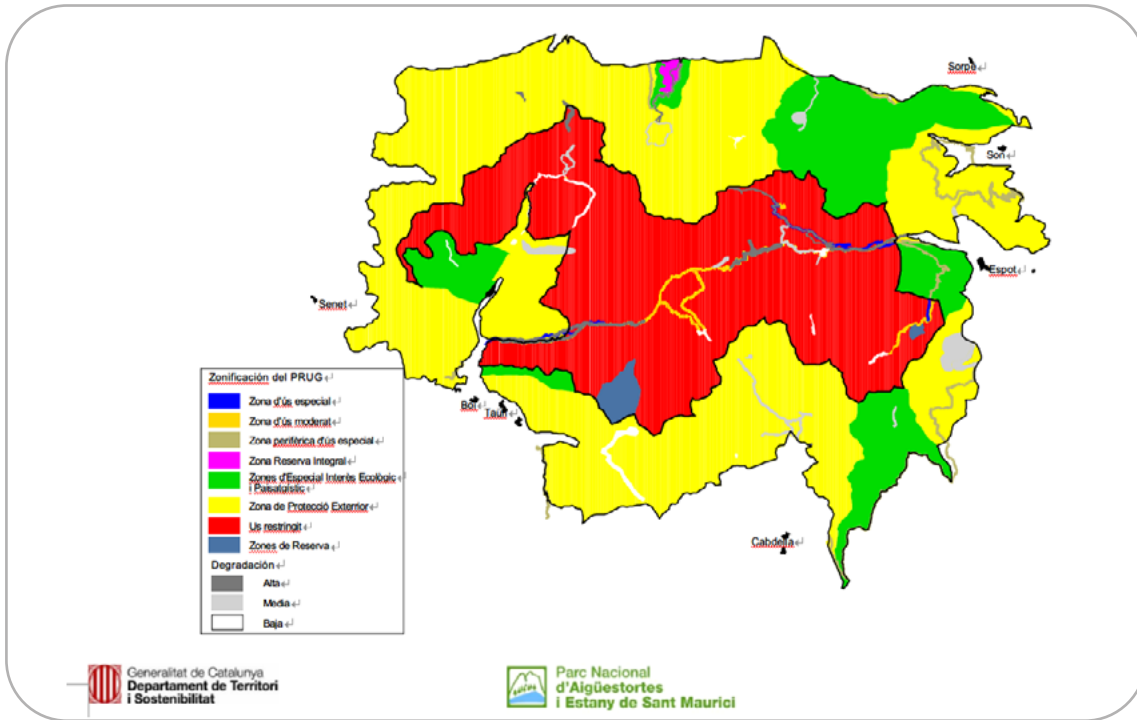 Sorpe
Son
Espot
Senet
Boí
Taüll
Cabdella
Zonificación del PRUG
Zona d'ús especial
Zona d'ús moderat
Zona perifèrica d'ús especial
Zona Reserva Integral
Zones d'Especial Interès Ecològic
i Paisatgístic
Zona de Protecció Exterrior
Us restringit
Zones de Reserva
Degradación
Alta
Media
Baja
Generalitat de Catalunya
Departament de Territori
i Sostenibilitat
Parc Nacional
d'Aigüestortes
i Estany de Sant Maurici